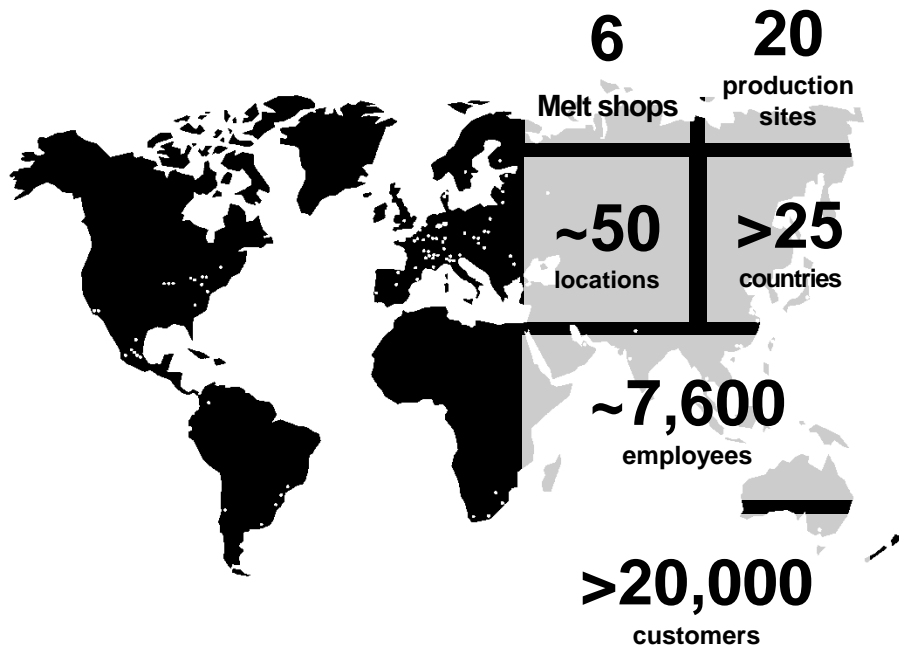 6
Melt shops
20
production
sites
~50
locations
>25
countries
~7,600
employees
>20,000
customers